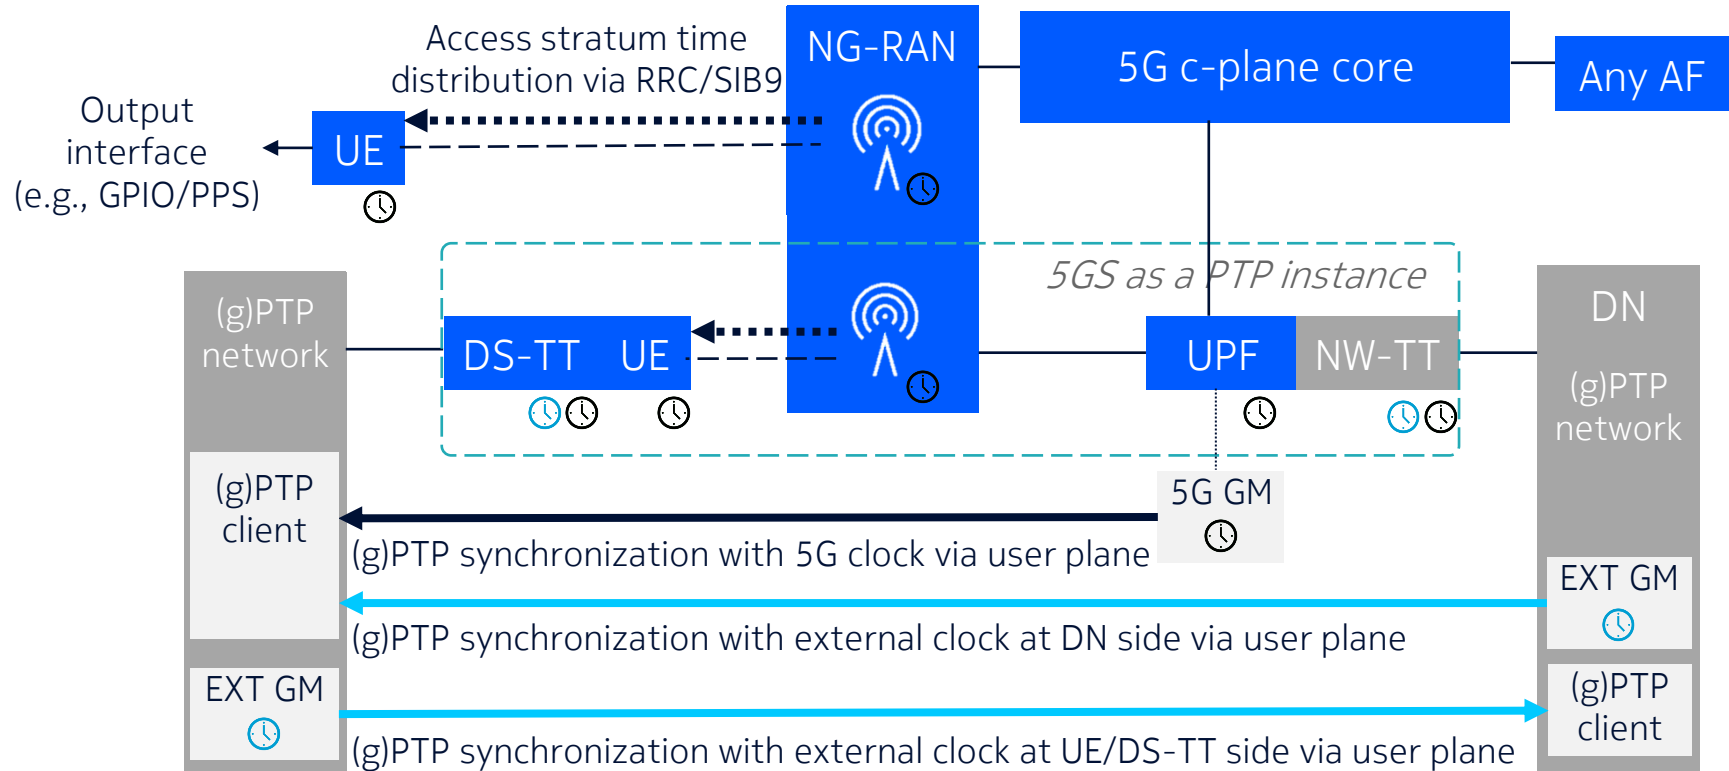 Access stratum time
distribution via RRC/SIB9
NG-RAN
5G c-plane core
Any AF
Output
interface
(e.g., GPIO/PPS)
UE
5GS as a PTP instance
(g)PTP
network
DS-TT
UE
UPF
NW-TT
DN
(g)PTP
network
(g)PTP
client
5G GM
(g)PTP synchronization with 5G clock via user plane
EXT GM
(g)PTP synchronization with external clock at DN side via user plane
EXT GM
(g)PTP
client
(g)PTP synchronization with external clock at UE/DS-TT side via user plane